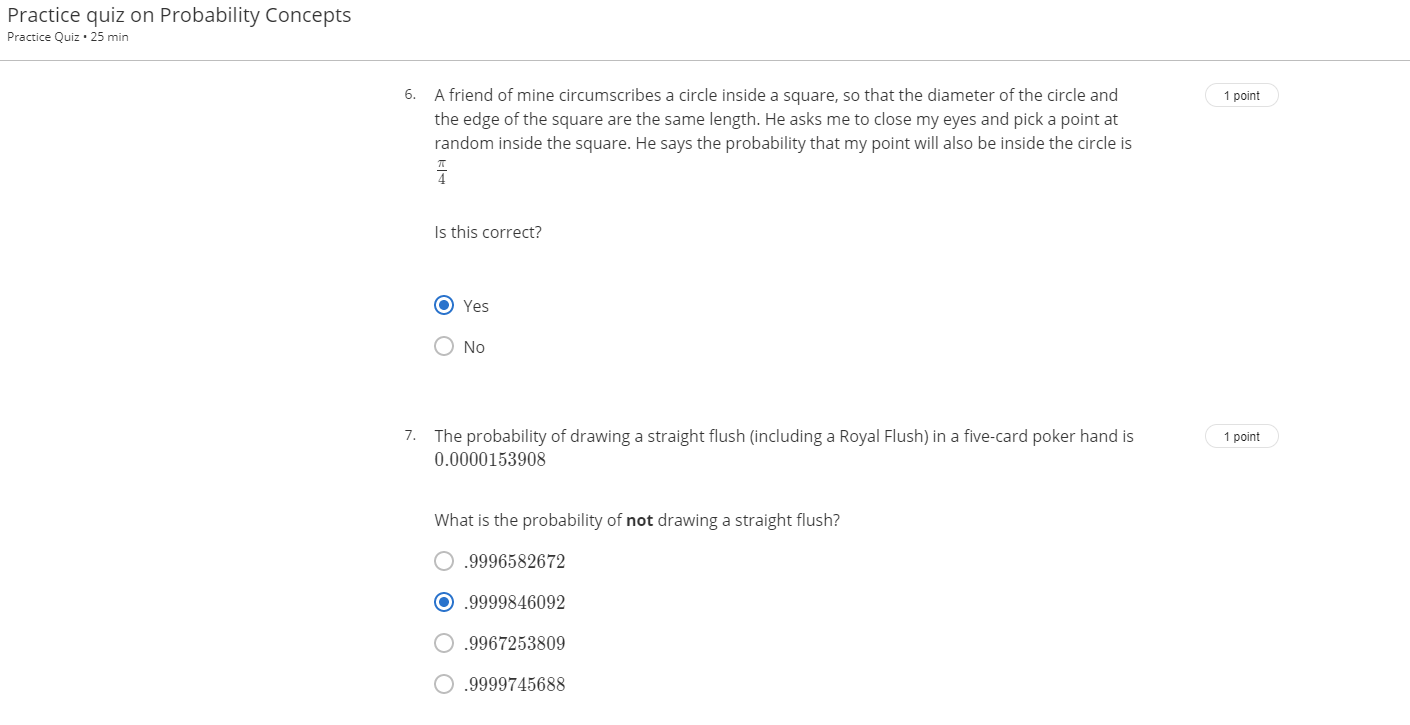 Practice quiz on Probability Concepts
Practice Quiz • 25 min
6. A friend of mine circumscribes a circle inside a square, so that the diameter of the circle and 1 point
the edge of the square are the same length. He asks me to close my eyes and pick a point at
random inside the square. He says the probability that my point will also be inside the circle is
π
4
Is this correct?
Yes
No
7. The probability of drawing a straight flush (including a Royal Flush) in a five-card poker hand is 1 point
0.0000153908
What is the probability of not drawing a straight flush?
.9996582672
.9999846092
.9967253809
.9999745688